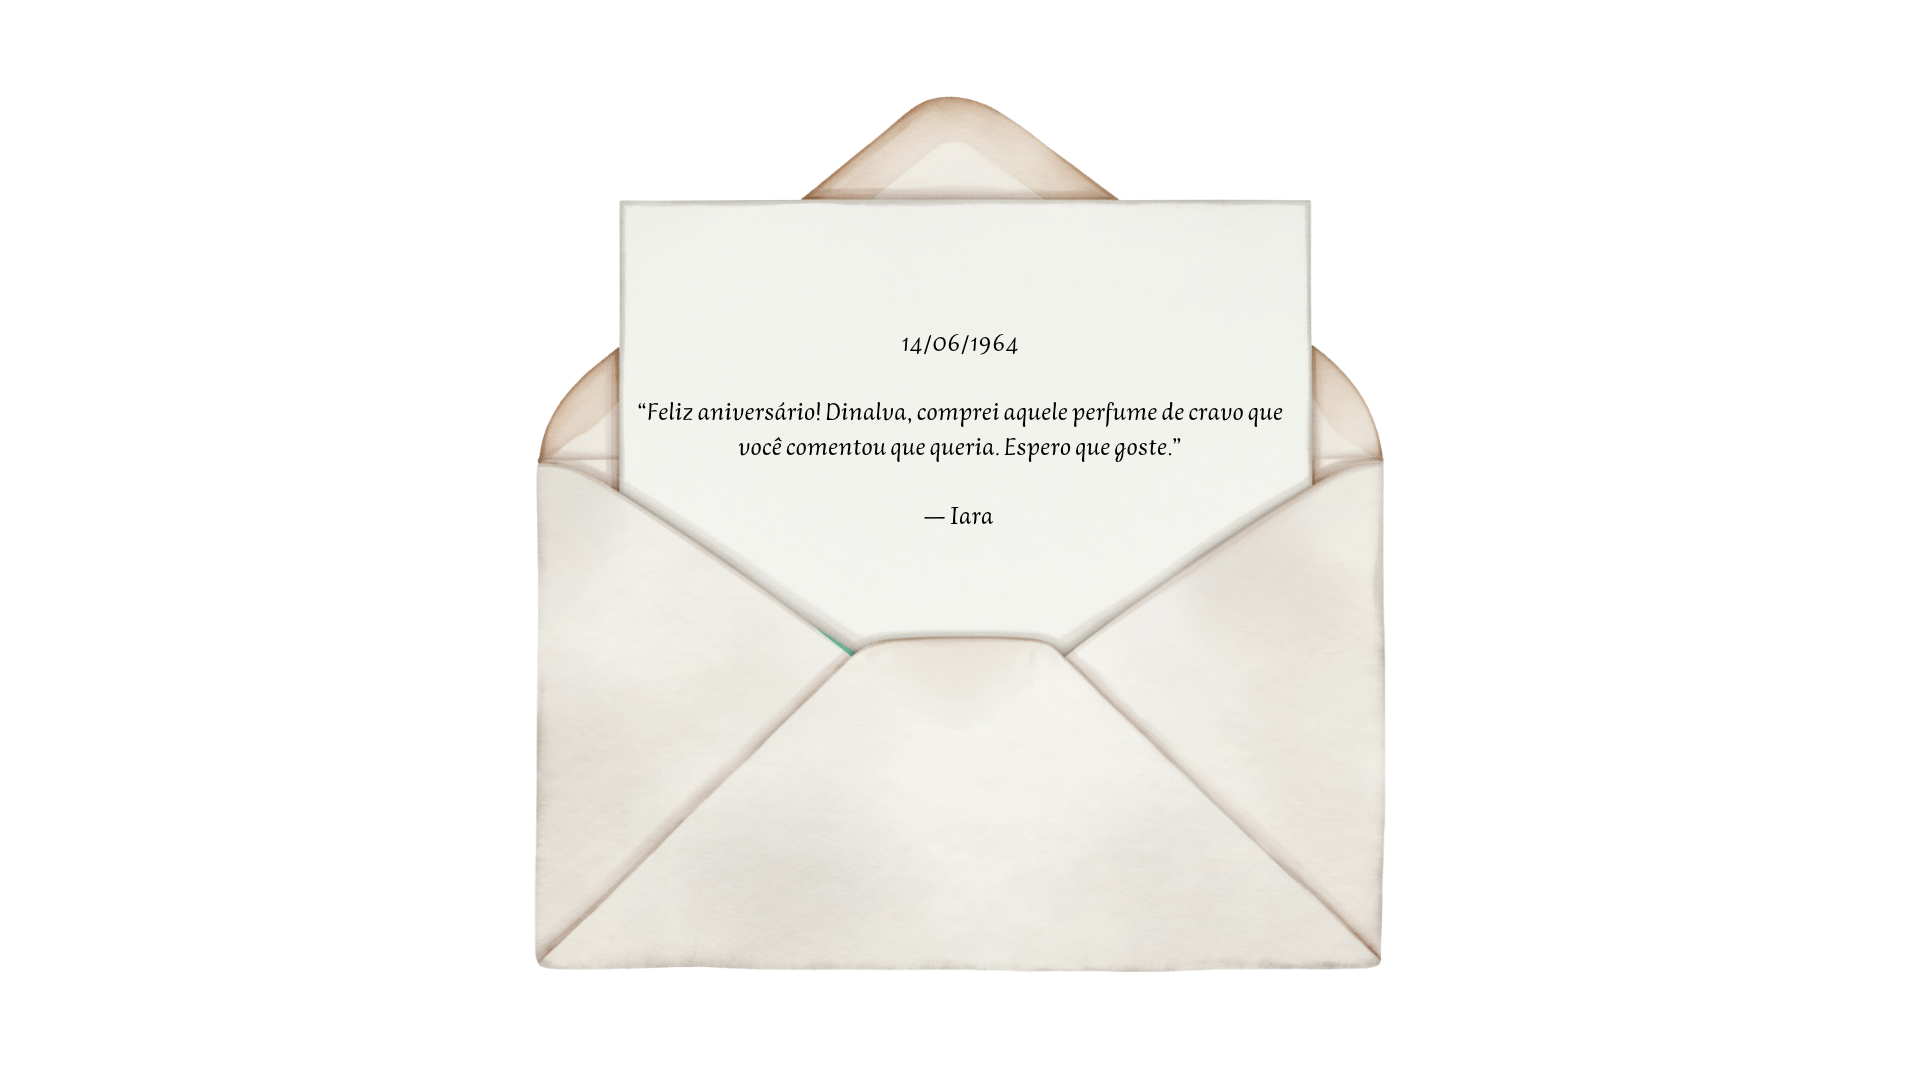 14/06/1964
“Feliz aniversário! Dinalva, comprei aquele perfume de cravo que
você comentou que queria. Espero que goste.”
— Iara